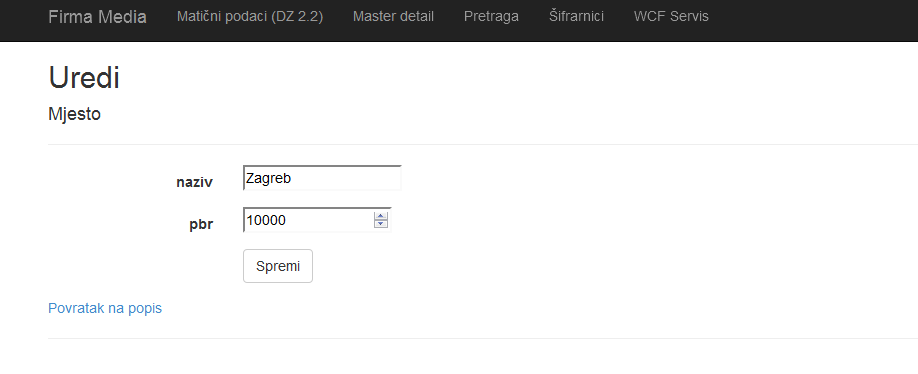 Firma Media Matični podaci (DZ 2.2) Master detail Pretraga Šifrarnici WCF Servis
Uredi
Mjesto
naziv Zagreb
pbr 10000
Spremi
Povratak na popis